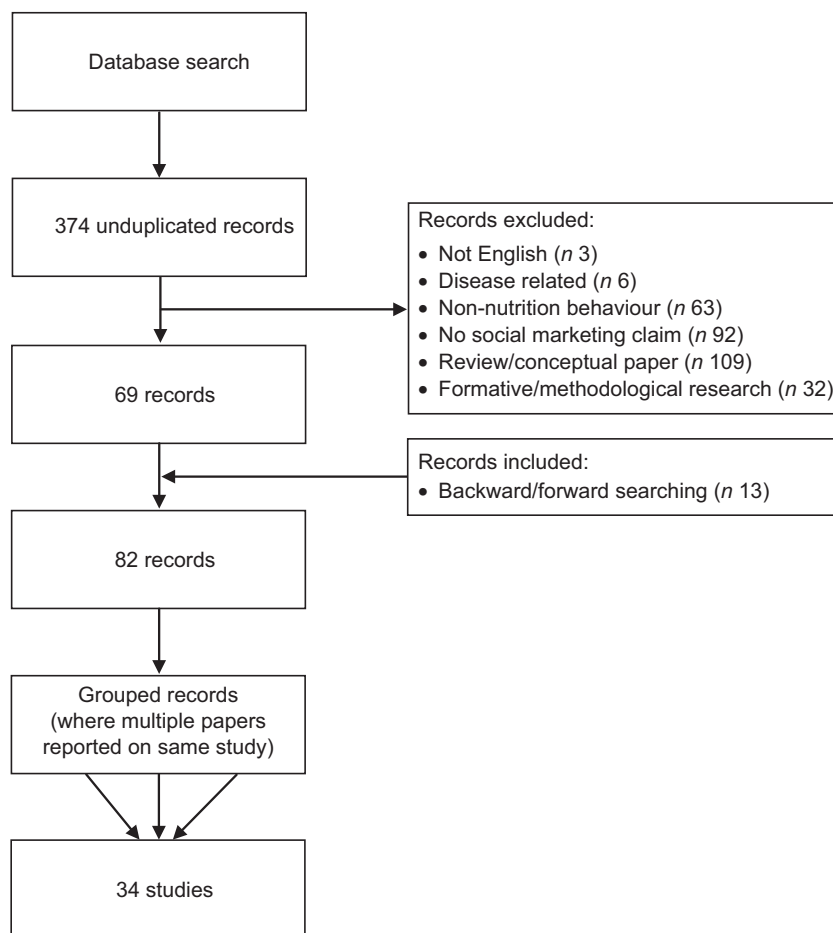 Database search
374 unduplicated records
Records excluded:
• Not English (n 3)
• Disease related (n 6)
• Non-nutrition behaviour (n 63)
• No social marketing claim (n 92)
• Review/conceptual paper (n 109)
• Formative/methodological research (n 32)
69 records
Records included:
• Backward/forward searching (n 13)
82 records
Grouped records
(where multiple papers
reported on same study)
34 studies